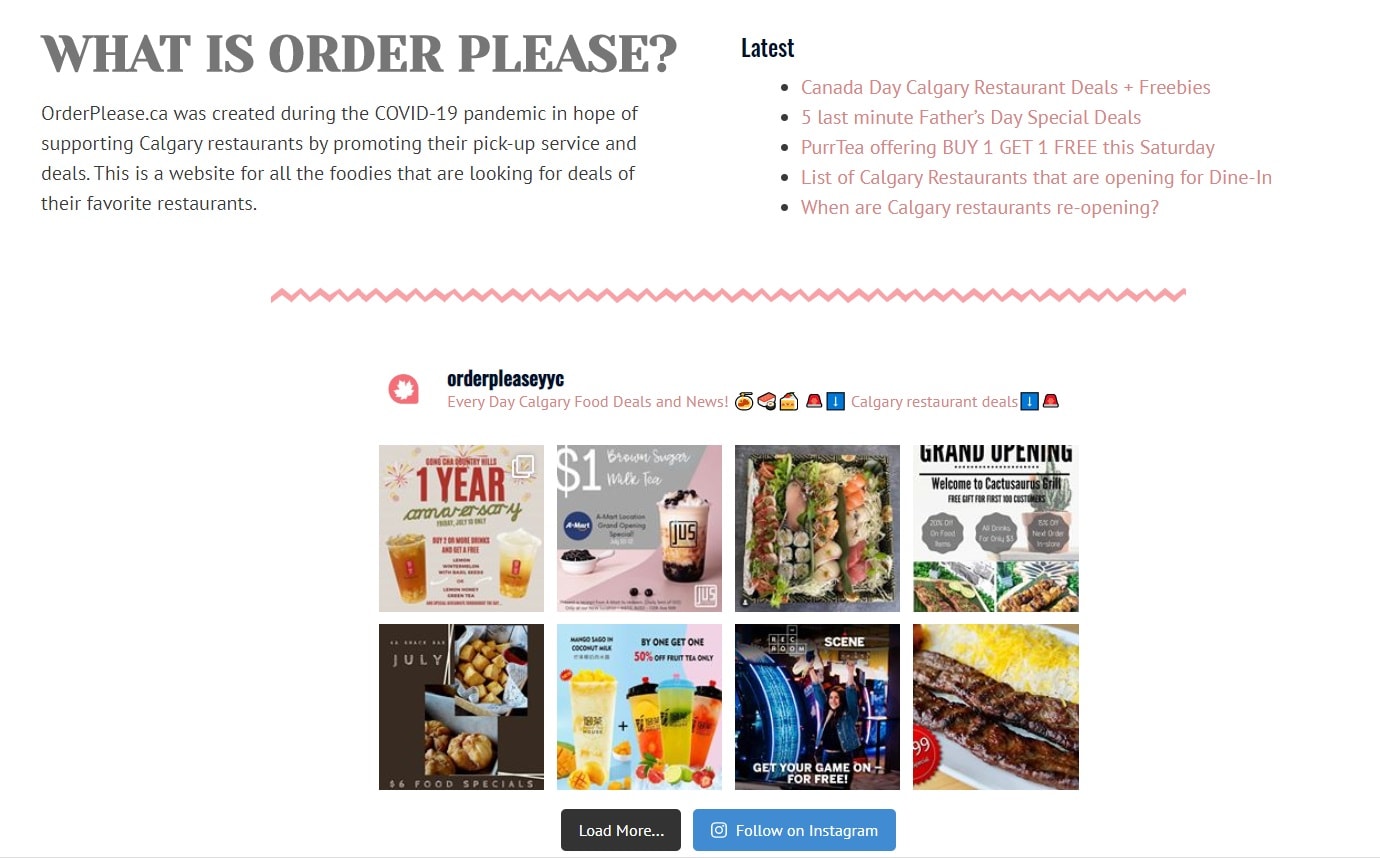 WHAT IS ORDER PLEASE?
OrderPlease.ca was created during the COVID-19 pandemic in hope of
supporting Calgary restaurants by promoting their pick-up service and
deals. This is a website for all the foodies that are looking for deals of
their favorite restaurants.
Latest
Canada Day Calgary Restaurant Deals + Freebies
5 last minute Father’s Day Special Deals
PurrTea offering BUY 1 GET 1 FREE this Saturday
List of Calgary Restaurants that are opening for Dine-In
When are Calgary restaurants re-opening?
orderpleaseyyc
Every Day Calgary Food Deals and News! Calgary restaurant deals
GONG CHA COUNTRY HILLS
1 YEAR
anniversary
FRIDAY, JULY 10 ONLY
BUY 2 OR MORE DRINKS
AND GET A FREE
LEMON
WINTERMELON
WITH BASIL SEEDS
OR
LEMON HONEY
GREEN TEA
$1 Brown Sugar
Milk Tea
A-Mart
A-Mart Location
Grand Opening
Special!
JUS
JUS
GRAND OPENING
Welcome to Cactusaurus Grill
FREE GIFT FOR FIRST 100 CUSTOMERS
20% Off
On Food
Items
All Drinks
For Only $3
15% Off
Next Order
In-store
JULY
$6 FOOD SPECIALS
MANGO SAGO IN
COCONUT MILK
BY ONE GET ONE
50% OFF FRUIT TEA ONLY
+
REC
ROOM
SCENE
GET YOUR GAME ON –
FOR FREE!
99
Load More...
Follow on Instagram